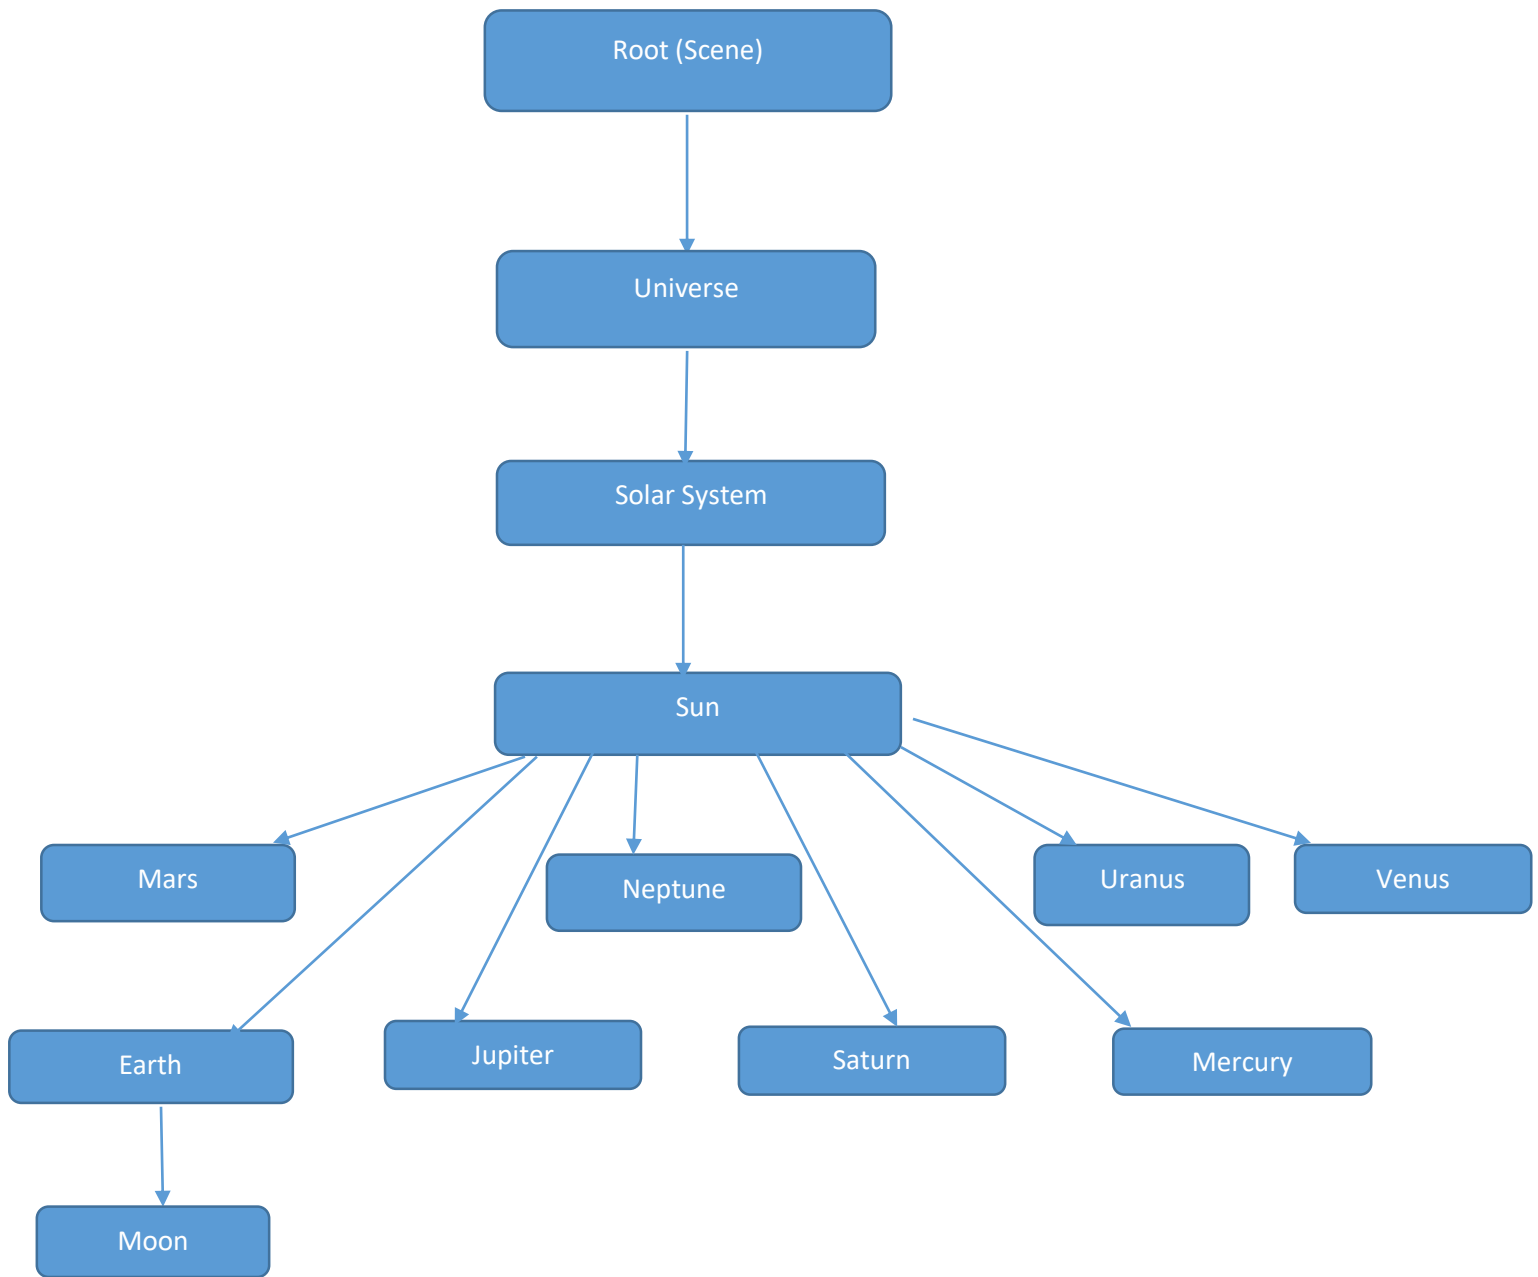 Root (Scene)
Universe
Solar System
Sun
Mars
Neptune
Uranus
Venus
Earth
Jupiter
Saturn
Mercury
Moon